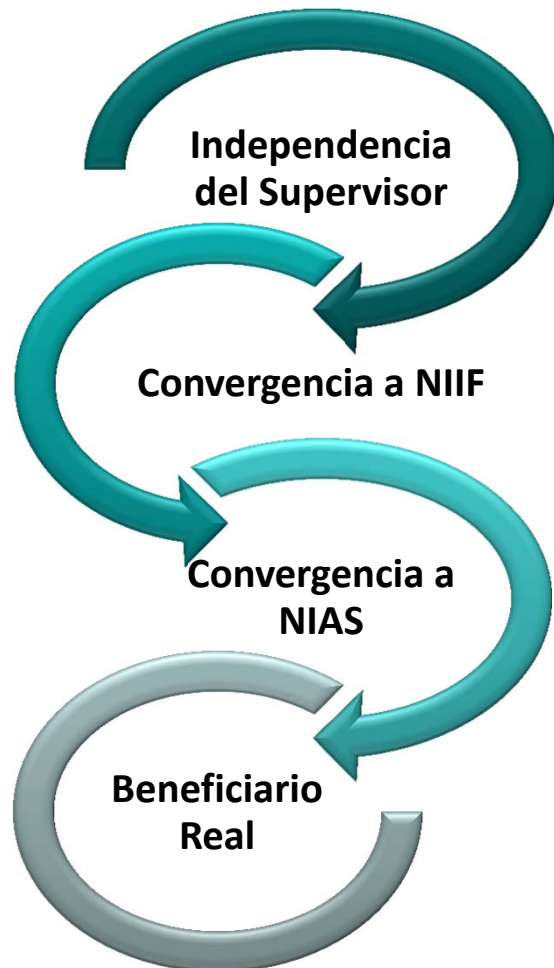 Independencia
del Supervisor
Convergencia a NIIF
Convergencia a
NIAS
Beneficiario
Real